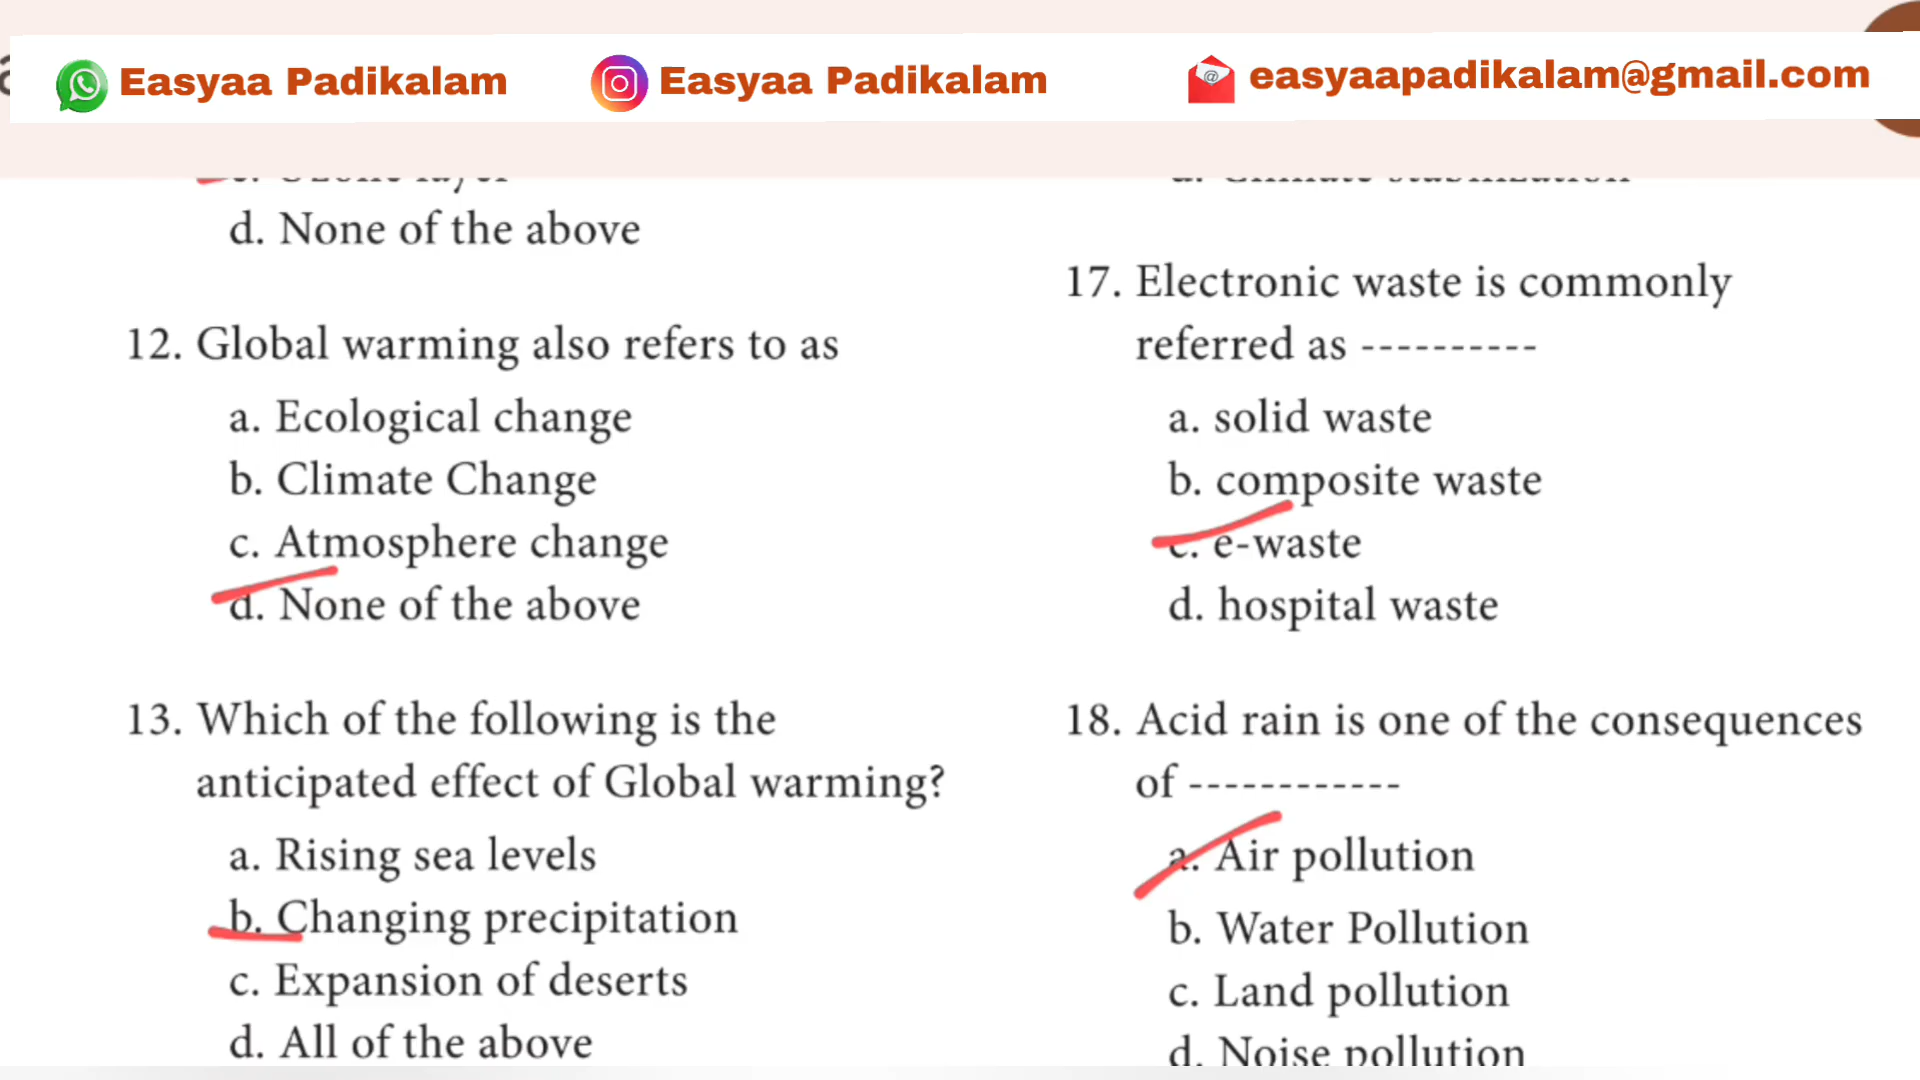 Easyaa Padikalam
Easyaa Padikalam
easyaapadikalam@gmail.com
d. None of the above
12. Global warming also refers to as
a. Ecological change
b. Climate Change
c. Atmosphere change
d. None of the above
13. Which of the following is the
anticipated effect of Global warming?
a. Rising sea levels
b. Changing precipitation
c. Expansion of deserts
d. All of the above
17. Electronic waste is commonly
referred as ----------
a. solid waste
b. composite waste
c. e-waste
d. hospital waste
18. Acid rain is one of the consequences
of ------------
a. Air pollution
b. Water Pollution
c. Land pollution
d. Noise pollution